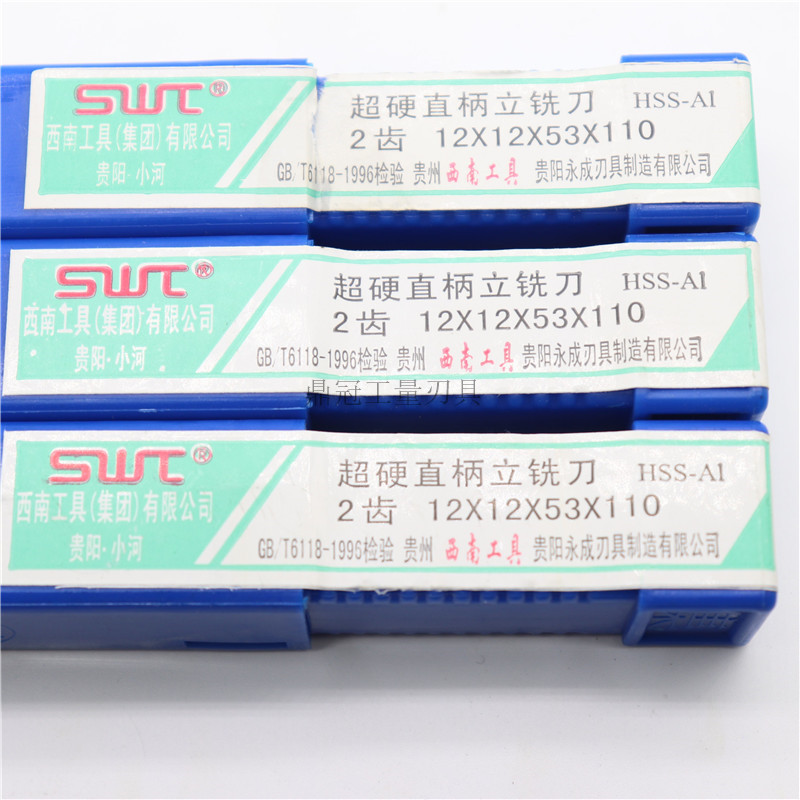 SWT®
西南工具(集团)有限公司
贵阳·小河
超硬直柄立铣刀 HSS-Al
2齿 12X12X53X110
GB/T6118-1996检验 贵州 西南工具 贵阳永成刃具制造有限公司
SWT®
西南工具(集团)有限公司
贵阳·小河
超硬直柄立铣刀 HSS-Al
2齿 12X12X53X110
GB/T6118-1996检验 贵州 西南工具 贵阳永成刃具制造有限公司
鼎冠工量刃具
SWT®
西南工具(集团)有限公司
贵阳·小河
超硬直柄立铣刀 HSS-Al
2齿 12X12X53X110
GB/T6118-1996检验 贵州 西南工具 贵阳永成刃具制造有限公司